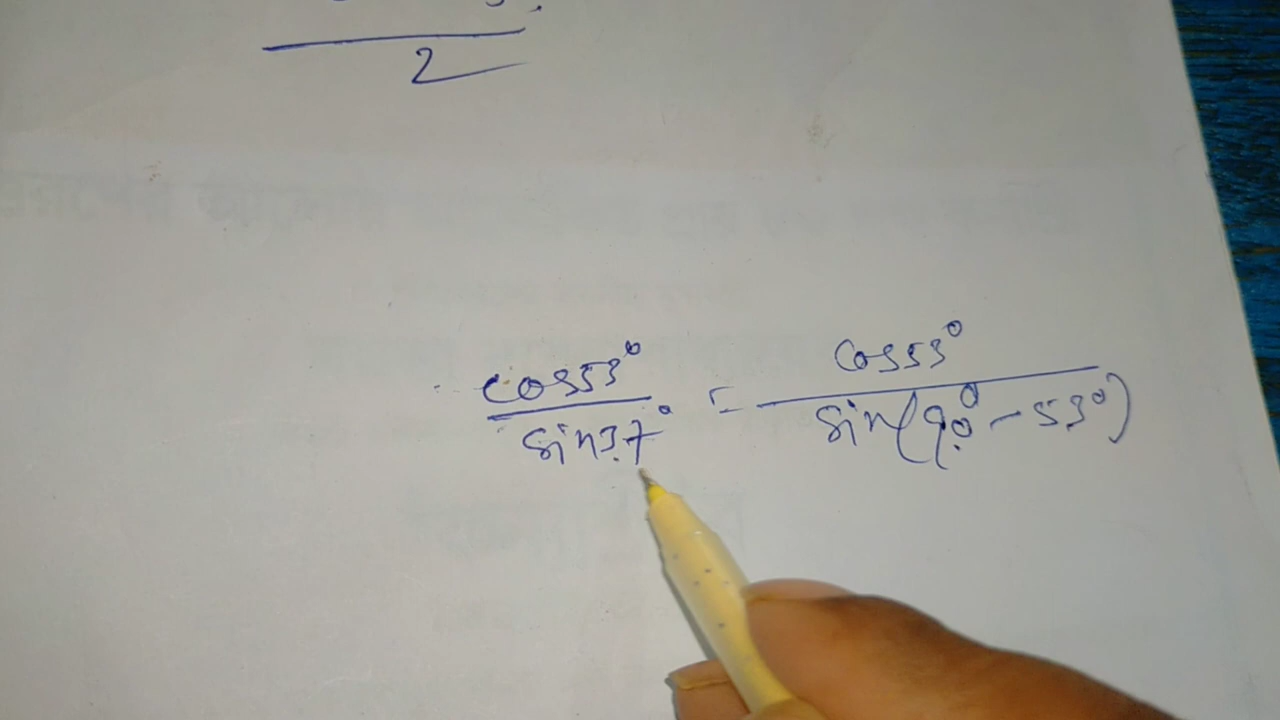 2
cos53° / sin37° = cos53° / sin(90° - 53°)